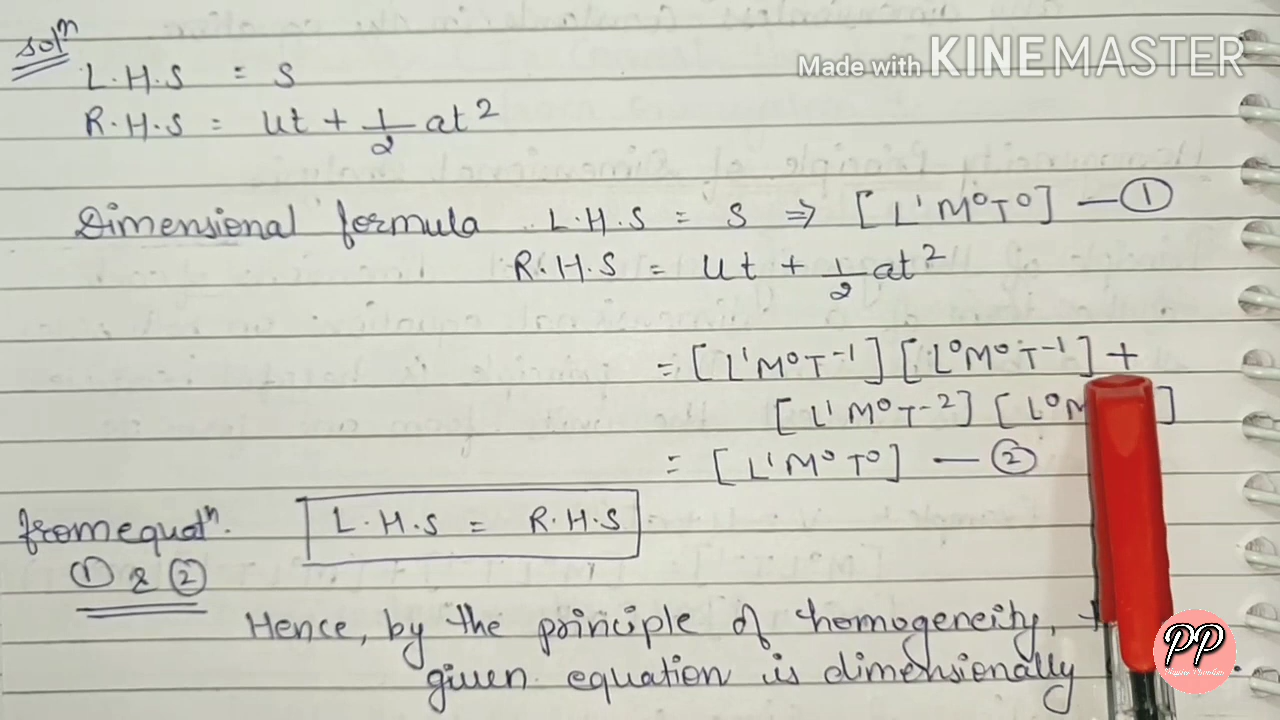 Made with KINEMASTER
Solⁿ
L.H.S = S
R.H.S = ut + 1/2 at²
Dimensional formula L.H.S = S ⇒ [L¹M⁰T⁰] — ①
R.H.S = ut + 1/2 at²
= [L¹M⁰T⁻¹] [L⁰M⁰T⁻¹] +
[L¹M⁰T⁻²] [L⁰M ]
= [L¹M⁰T⁰] — ②
from equatⁿ. L.H.S = R.H.S
① & ②
Hence, by the principle of homogeneity,
given equation is dimensionally
PP